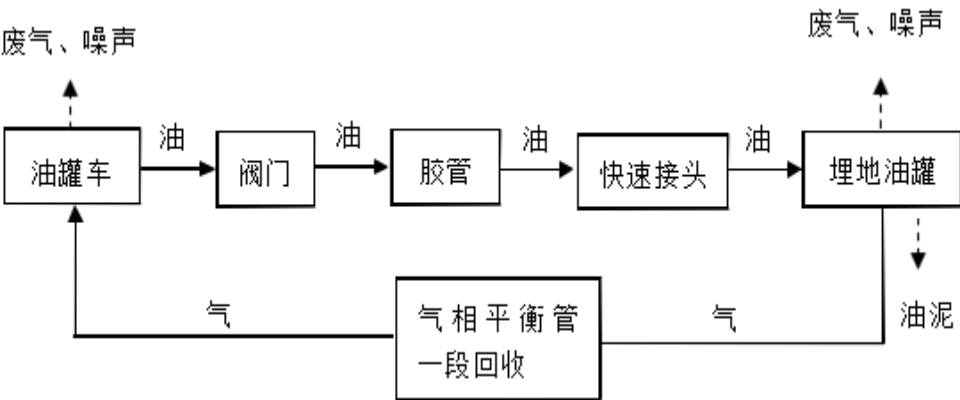 废气、噪声
废气、噪声
油
油
油
油
油罐车
阀门
胶管
快速接头
埋地油罐
气
气相平衡管
一段回收
气
油泥